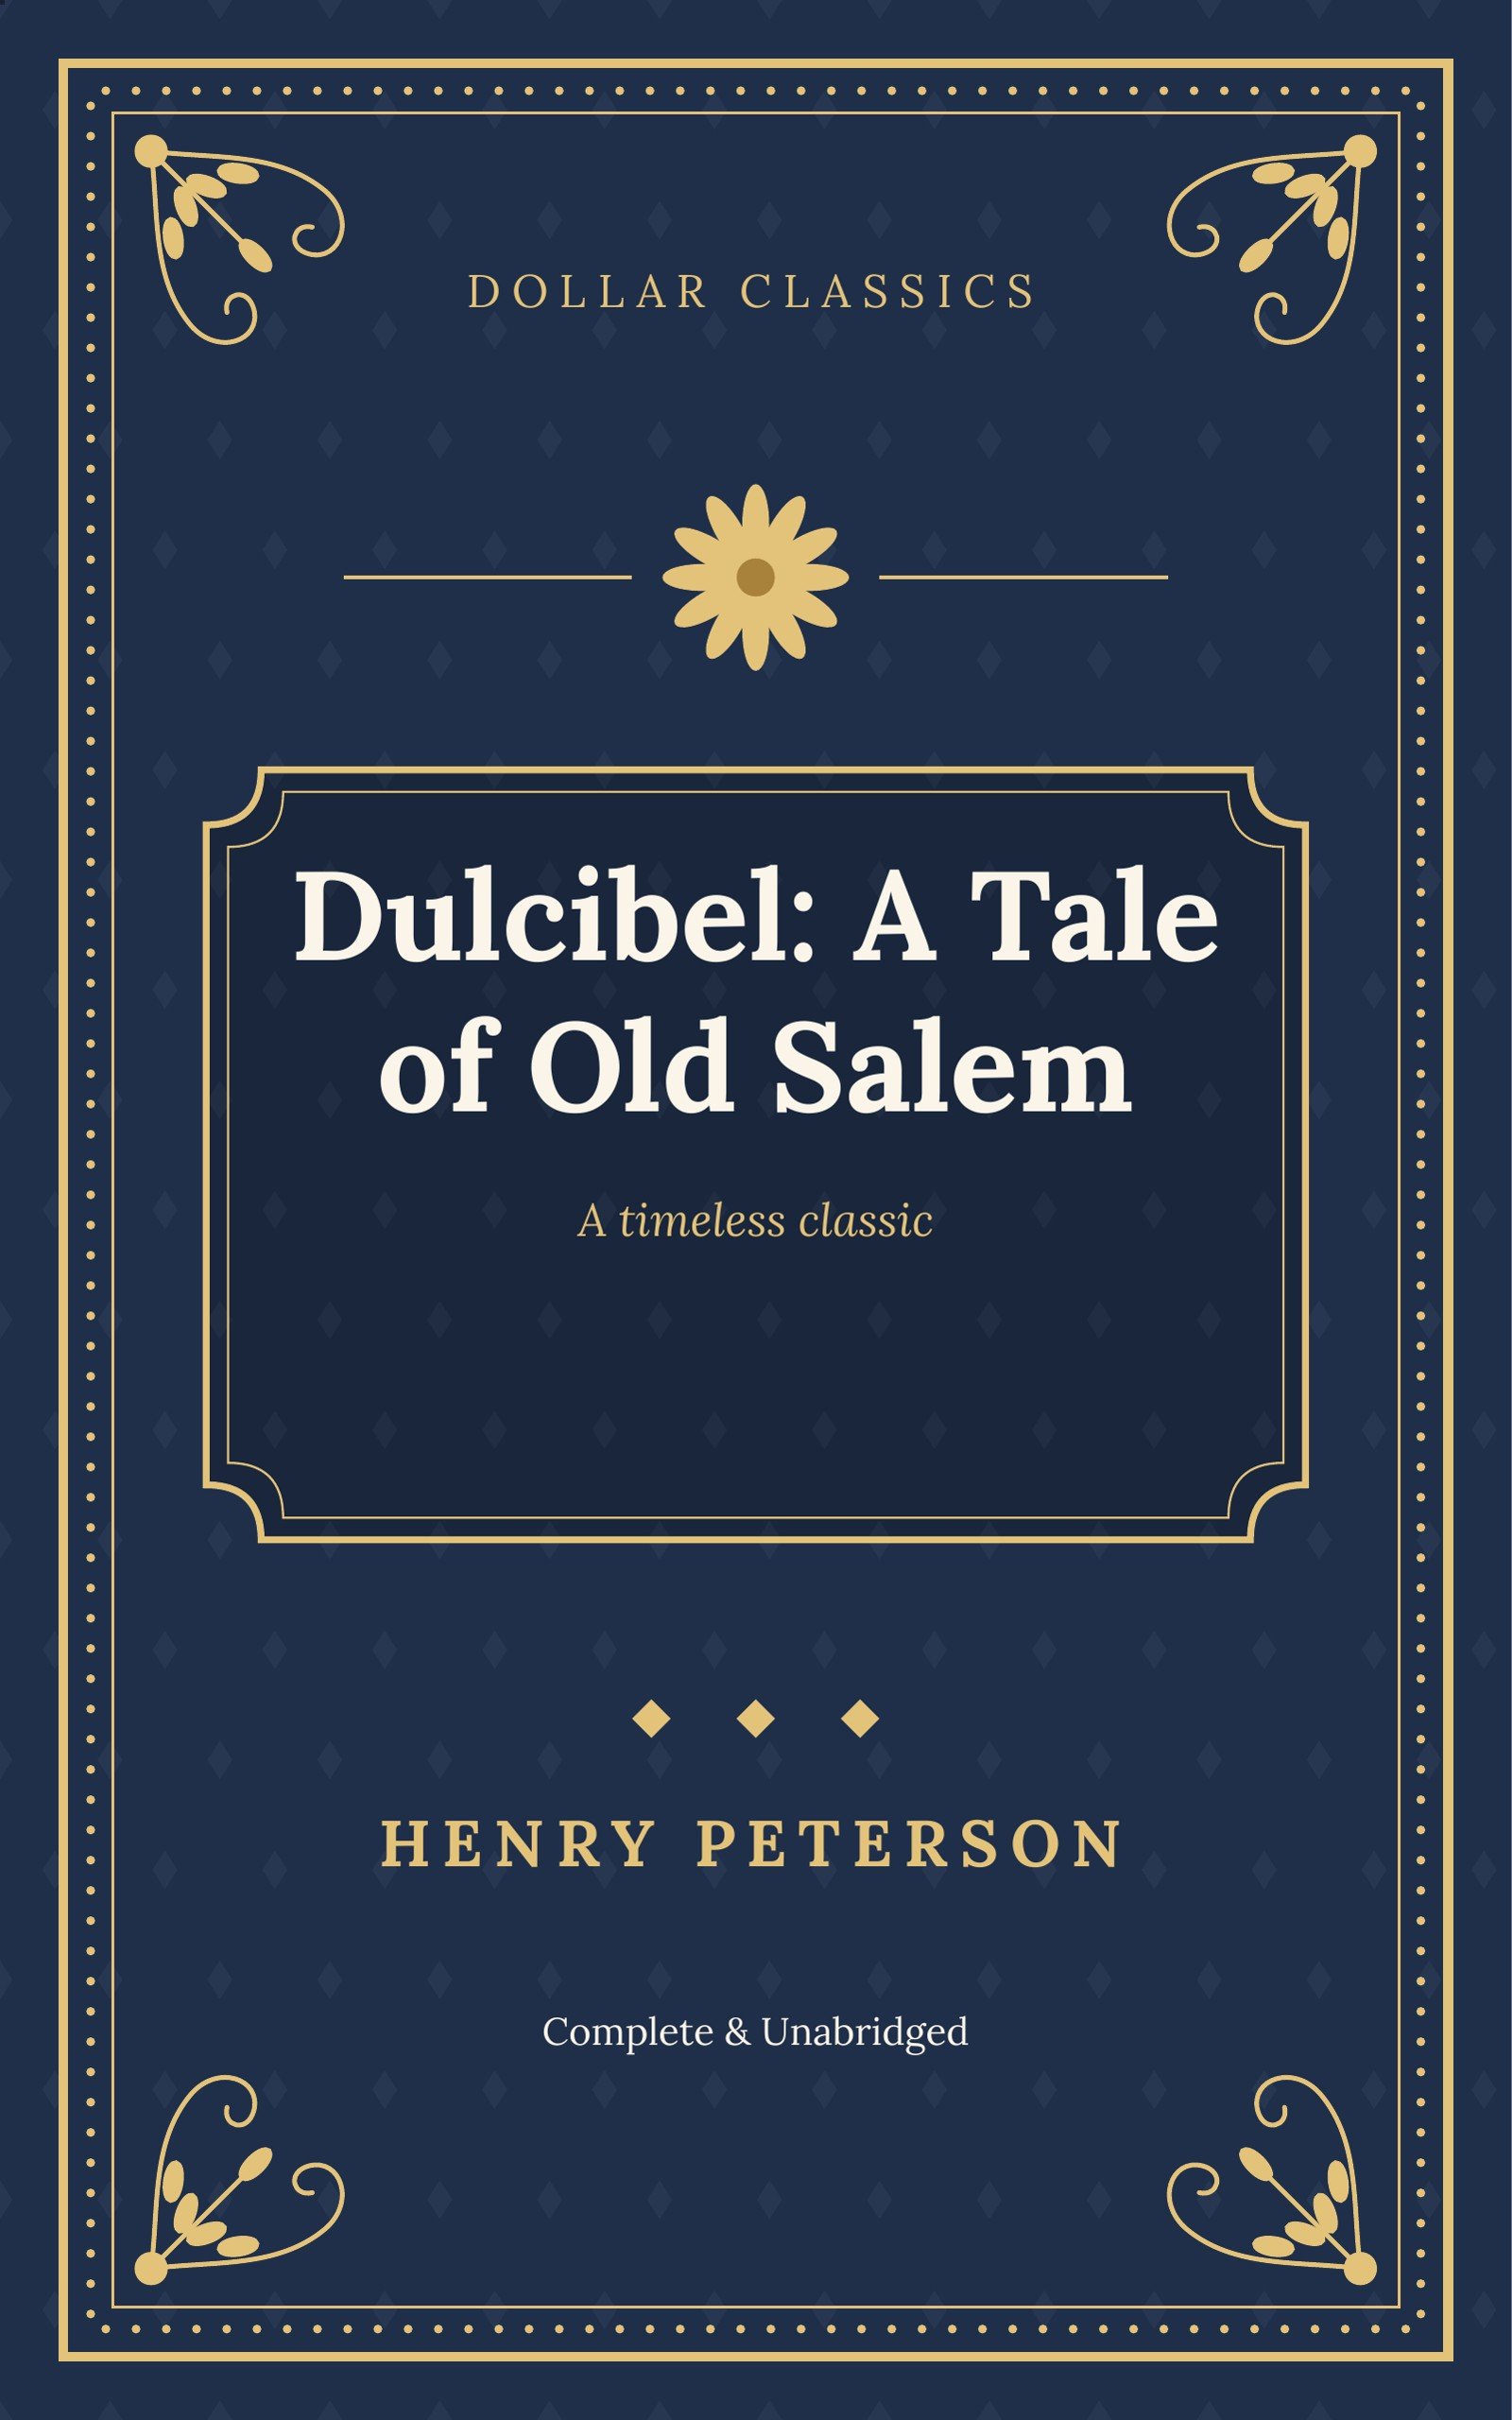 DOLLAR CLASSICS
Dulcibel: A Tale
of Old Salem
A timeless classic
HENRY PETERSON
Complete & Unabridged